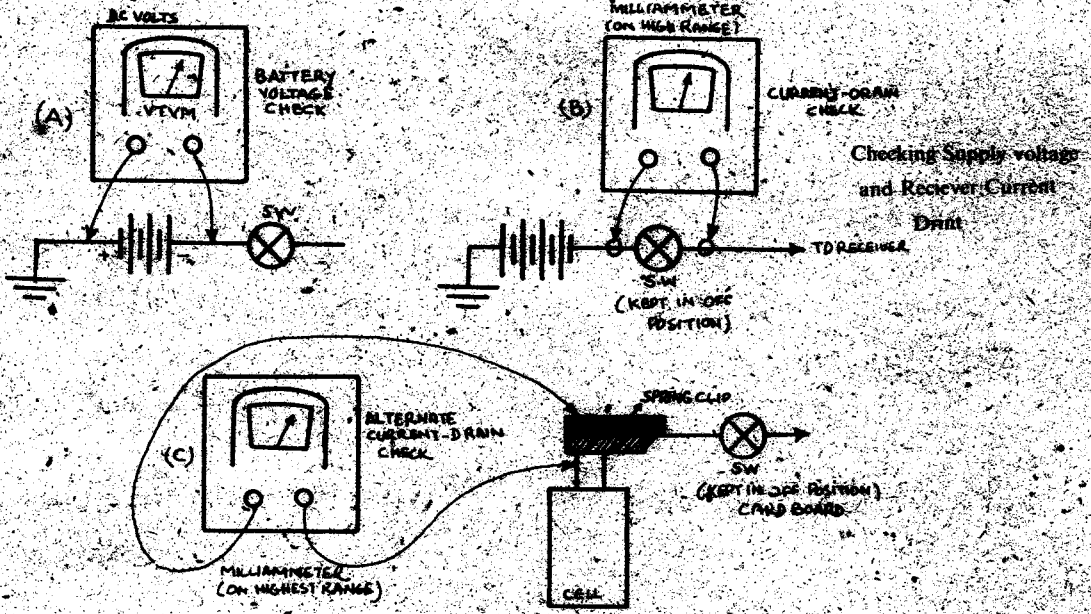 DC VOLTS
(A)
VTVM
BATTERY
VOLTAGE
CHECK
SW
+
-
MILLIAMMETER
(ON HIGH RANGE)
(B)
CURRENT-DRAIN
CHECK
SW
(KEPT IN OFF
POSITION)
TO RECEIVER
Checking Supply voltage
and Reciever Current
Drint
(C)
ALTERNATE
CURRENT-DRAIN
CHECK
MILLIAMMETER
(ON HIGHEST RANGE)
SPRING CLIP
SW
(KEPT IN OFF POSITION)
CARD BOARD
CELL